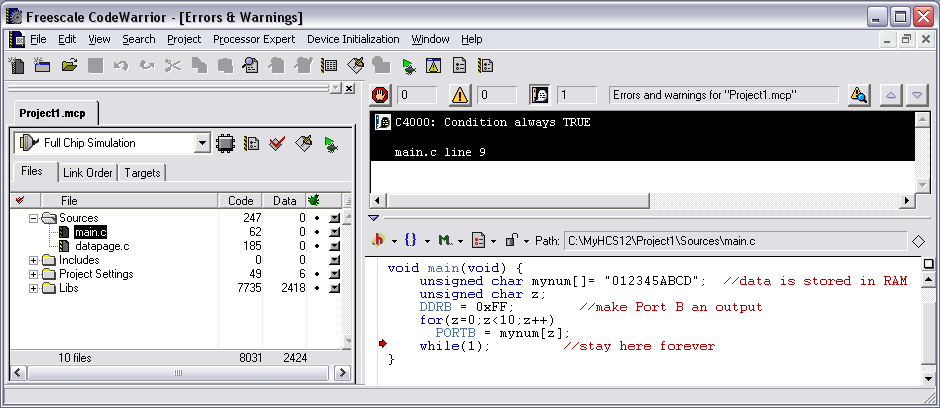 Freescale CodeWarrior - [Errors & Warnings]
File Edit View Search Project Processor Expert Device Initialization Window Help
Project1.mcp
Full Chip Simulation
Files Link Order Targets
File Code Data
Sources 247 0
main.c 62 0
datapage.c 185 0
Includes 0 0
Project Settings 49 6
Libs 7735 2418
10 files 8031 2424
0 0 1 Errors and warnings for "Project1.mcp"
C4000: Condition always TRUE
main.c line 9
h {} M. Path: C:\MyHCS12\Project1\Sources\main.c
void main(void) {
unsigned char mynum[]= "012345ABCD"; //data is stored in RAM
unsigned char z;
DDRB = 0xFF; //make Port B an output
for(z=0;z<10;z++)
PORTB = mynum[z];
while(1); //stay here forever
}